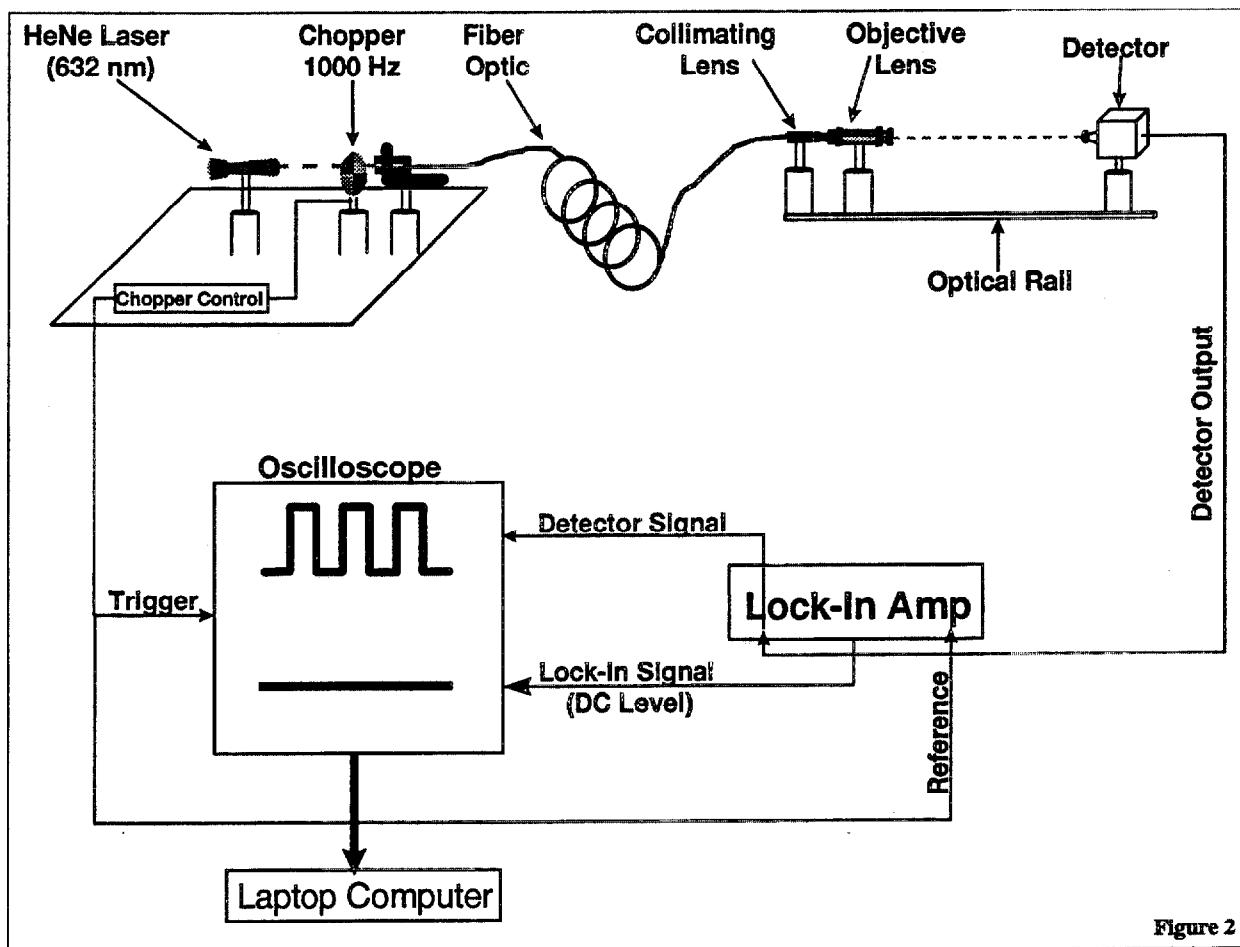 HeNe Laser
(632 nm)
Chopper
1000 Hz
Fiber
Optic
Collimating
Lens
Objective
Lens
Detector
Chopper Control
Optical Rail
Detector Output
Oscilloscope
Detector Signal
Trigger
Lock-In Amp
Lock-In Signal
(DC Level)
Reference
Laptop Computer
Figure 2